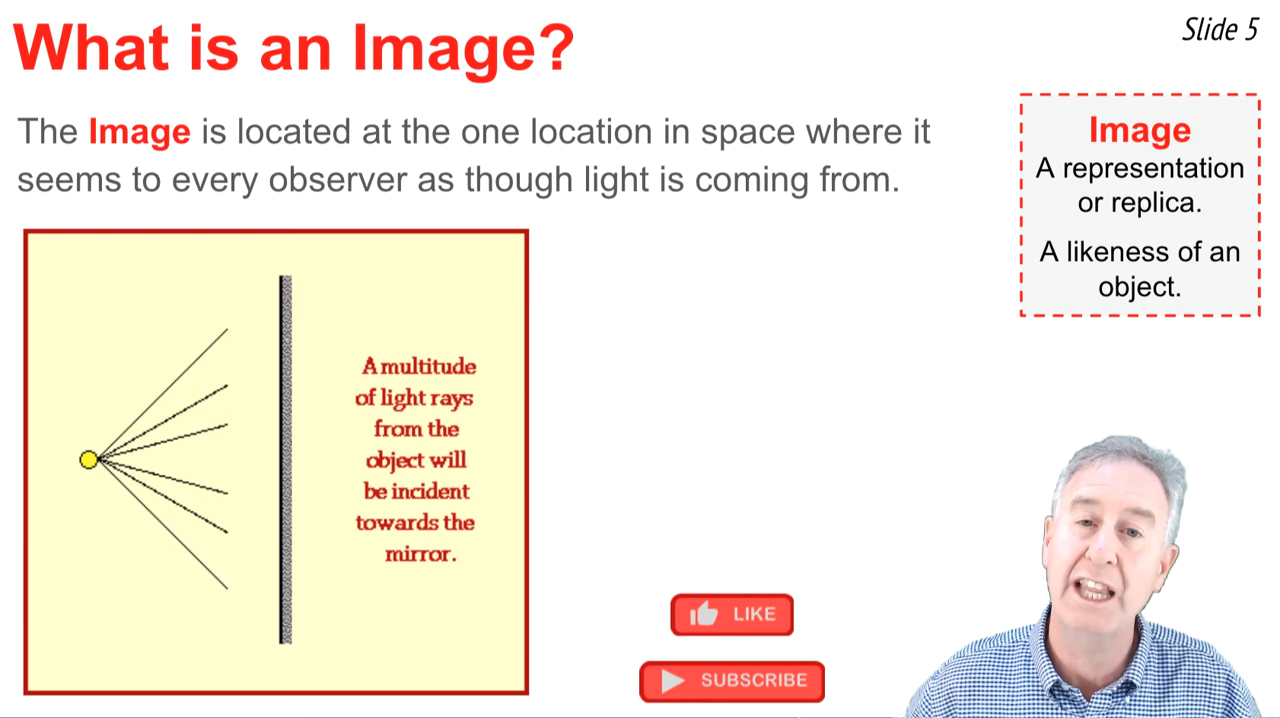 What is an Image?
Slide 5
The Image is located at the one location in space where it
seems to every observer as though light is coming from.
Image
A representation
or replica.
A likeness of an
object.
A multitude
of light rays
from the
object will
be incident
towards the
mirror.
LIKE
SUBSCRIBE